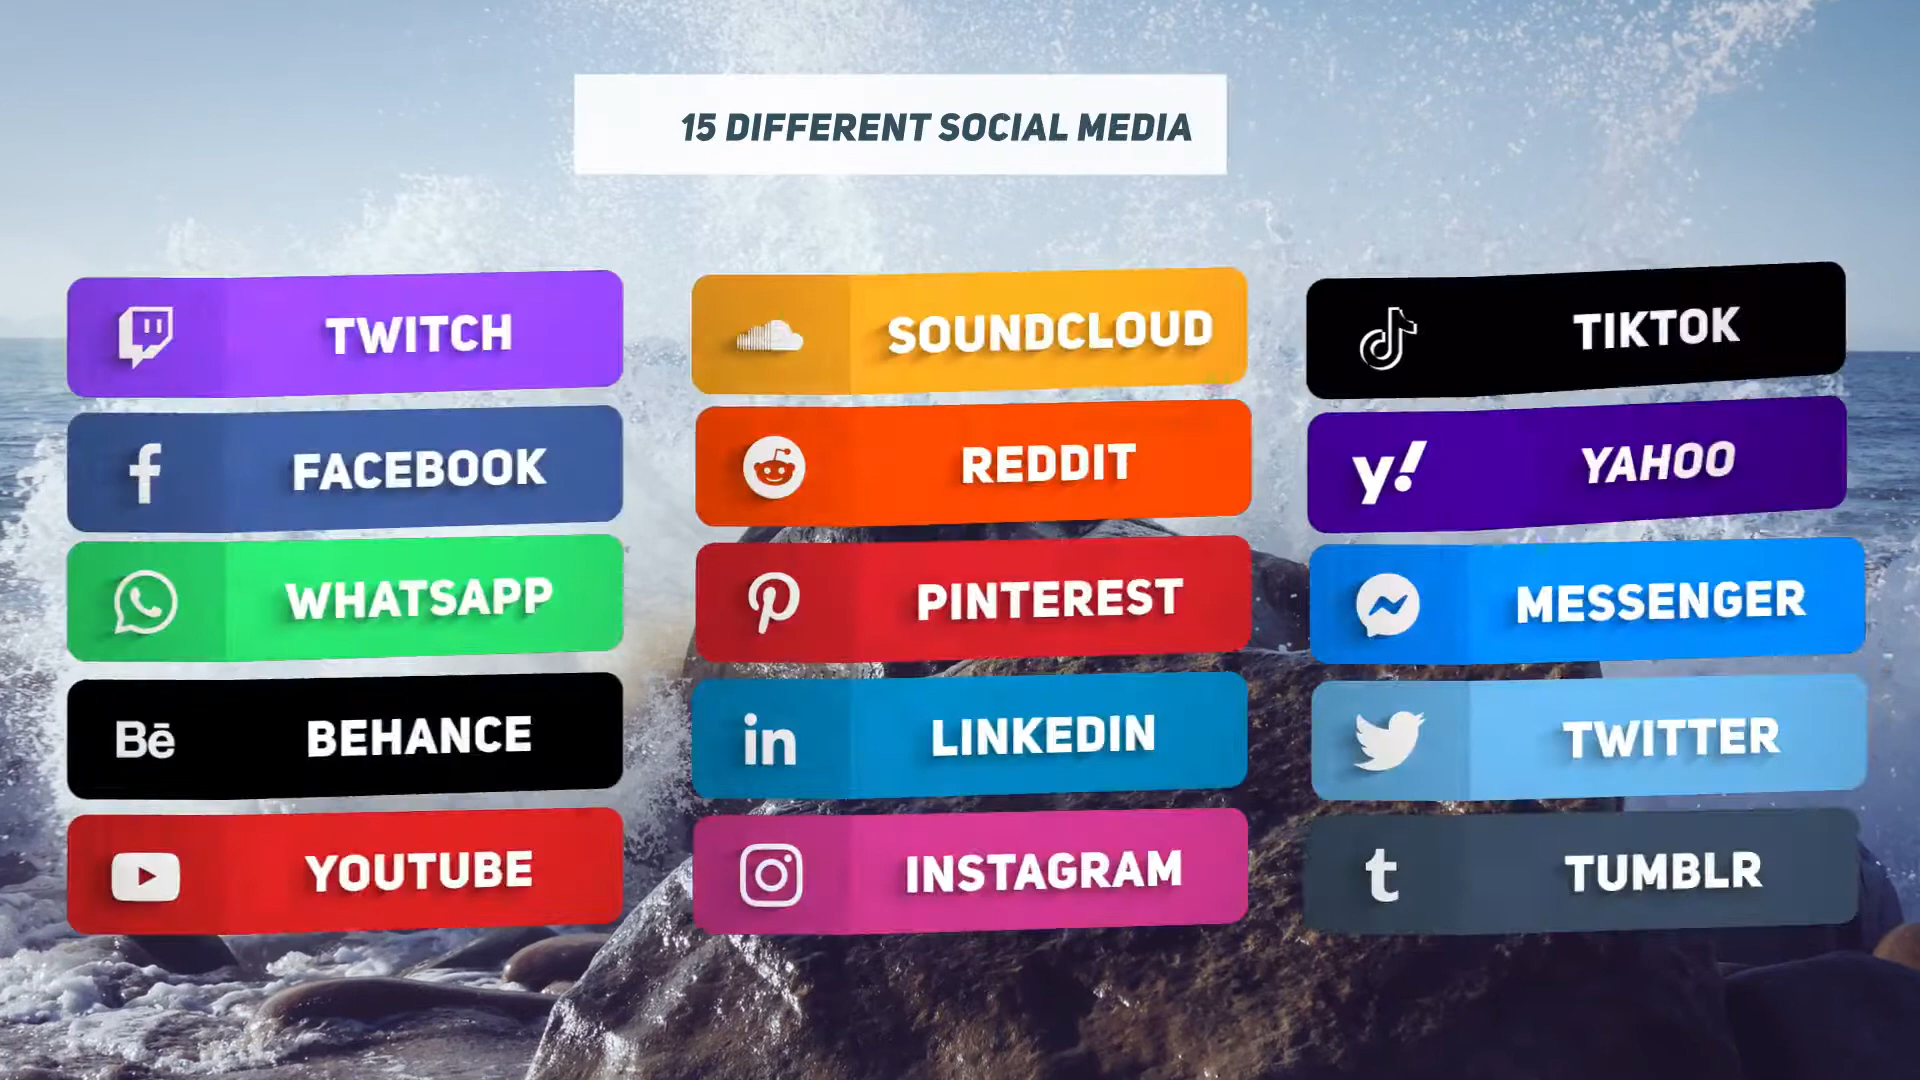 15 DIFFERENT SOCIAL MEDIA
TWITCH
FACEBOOK
WHATSAPP
Bē BEHANCE
YOUTUBE
SOUNDCLOUD
REDDIT
PINTEREST
in LINKEDIN
INSTAGRAM
TIKTOK
y! YAHOO
MESSENGER
TWITTER
t TUMBLR